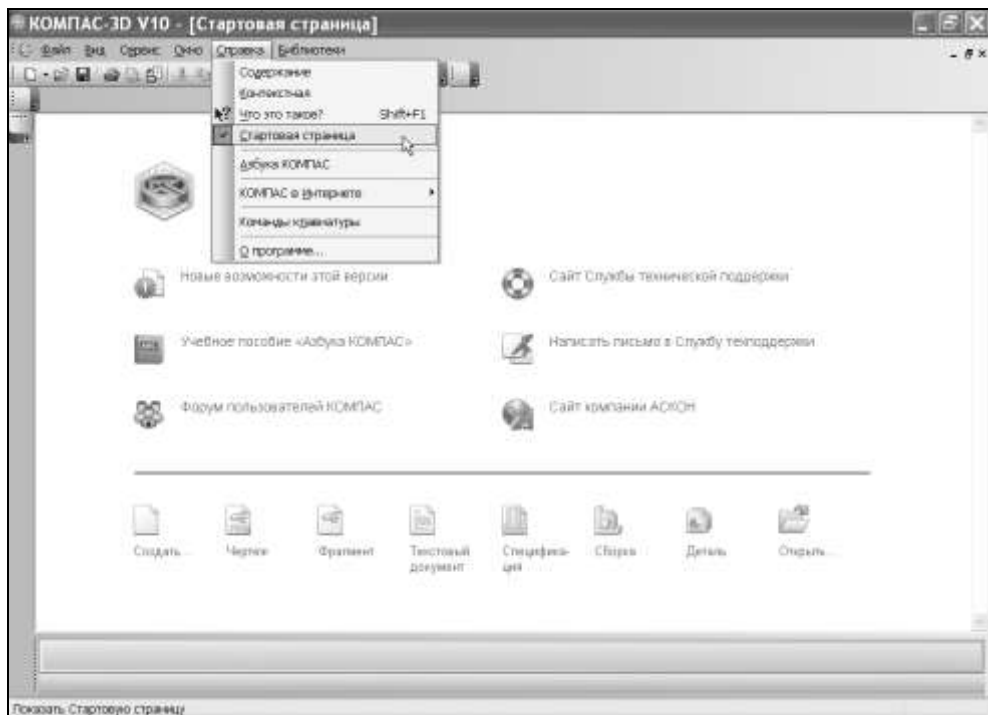 КОМПАС-3D V10 - [Стартовая страница]
Файл Вид Сервис Окно Справка Библиотеки
Содержание
Контекстная
Что это такое? Shift+F1
Стартовая страница
Азбука КОМПАС
КОМПАС в Интернете
Команды клавиатуры
О программе...
Новые возможности этой версии
Сайт Службы технической поддержки
Учебное пособие «Азбука КОМПАС»
Написать письмо в Службу техподдержки
Форум пользователей КОМПАС
Сайт компании АСКОН
Создать...
Чертеж
Фрагмент
Текстовый
документ
Специфика-
ция
Сборка
Деталь
Открыть...
Показать Стартовую страницу